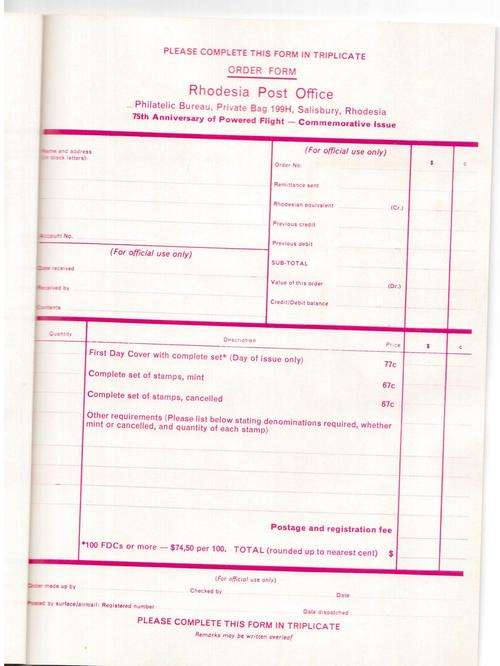 PLEASE COMPLETE THIS FORM IN TRIPLICATE
ORDER FORM
Rhodesia Post Office
Philatelic Bureau, Private Bag 199H, Salisbury, Rhodesia
75th Anniversary of Powered Flight — Commemorative Issue
Name and address
(in block letters):
Account No.
(For official use only)
Date received
Received by
Contents
(For official use only)
$ c
Order No.
Remittance sent
Rhodesian equivalent (Cr.)
Previous credit
Previous debit
SUB-TOTAL
Value of this order (Dr.)
Credit/Debit balance
Quantity Description Price $ c
First Day Cover with complete set* (Day of issue only) 77c
Complete set of stamps, mint 67c
Complete set of stamps, cancelled 67c
Other requirements (Please list below stating denominations required, whether
mint or cancelled, and quantity of each stamp)
Postage and registration fee
*100 FDCs or more — $74,50 per 100. TOTAL (rounded up to nearest cent) $
(For official use only)
Order made up by Checked by Date
Posted by surface/airmail: Registered number Date dispatched
PLEASE COMPLETE THIS FORM IN TRIPLICATE
Remarks may be written overleaf